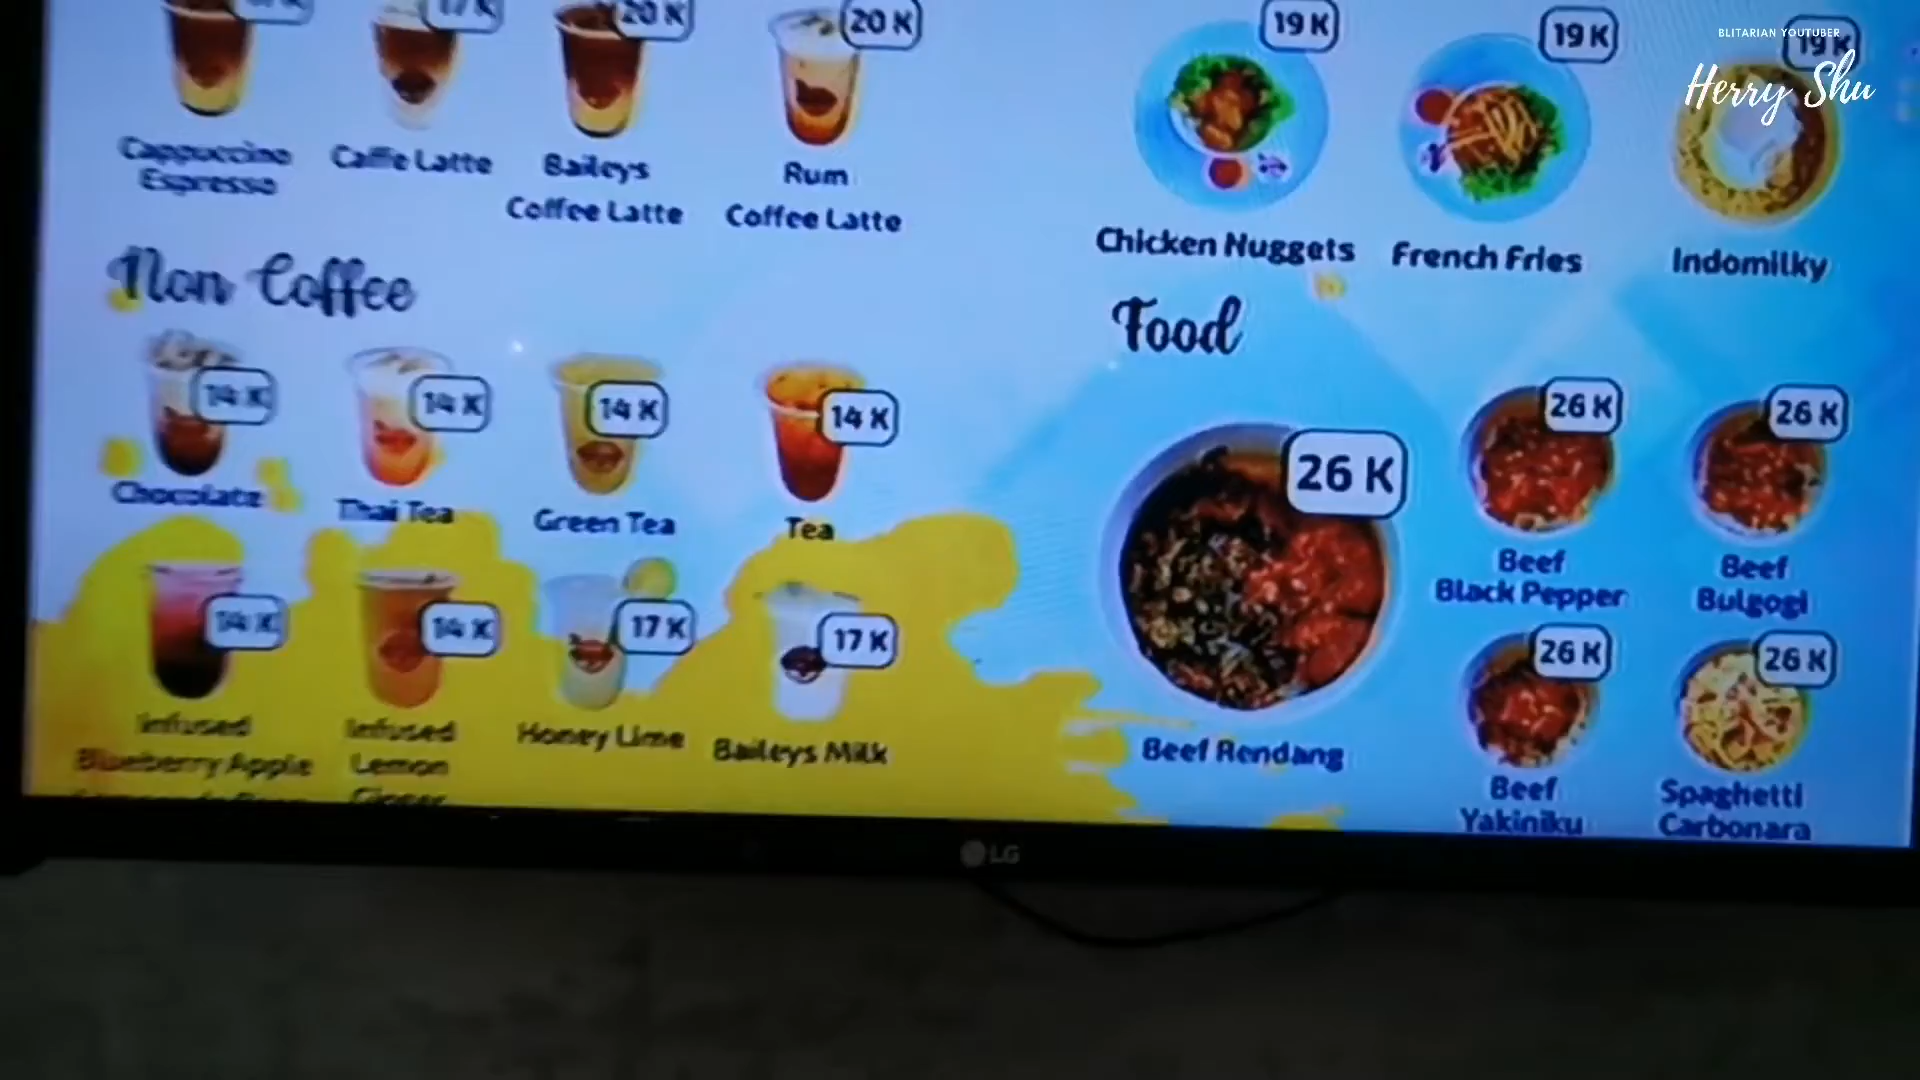 BLITARIAN YOUTUBER
Herry Shu
17 K
20 K
20 K
Cappuccino
Espresso
Caffe Latte
Baileys
Coffee Latte
Rum
Coffee Latte
Non Coffee
14 K
14 K
14 K
14 K
Chocolate
Thai Tea
Green Tea
Tea
14 K
14 K
17 K
17 K
Infused
Blueberry Apple
Infused
Lemon
Ginger
Honey Lime
Baileys Milk
19 K
19 K
19 K
Chicken Nuggets
French Fries
Indomilky
Food
26 K
26 K
26 K
Beef Rendang
Beef
Black Pepper
Beef
Bulgogi
26 K
26 K
Beef
Yakiniku
Spaghetti
Carbonara
LG